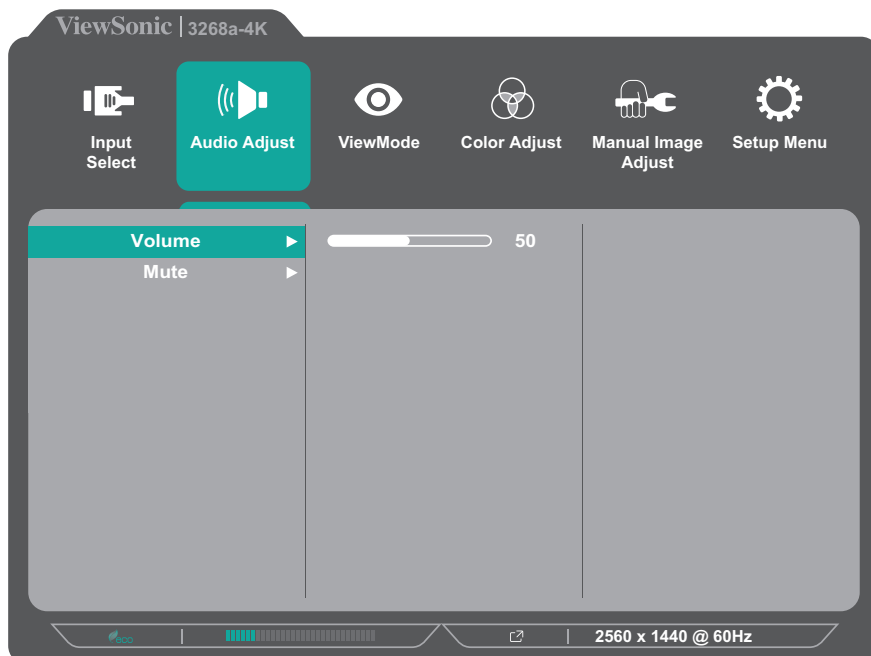 ViewSonic | 3268a-4K
Input
Select
Audio Adjust
ViewMode
Color Adjust
Manual Image
Adjust
Setup Menu
Volume
50
Mute
eco
2560 x 1440 @ 60Hz